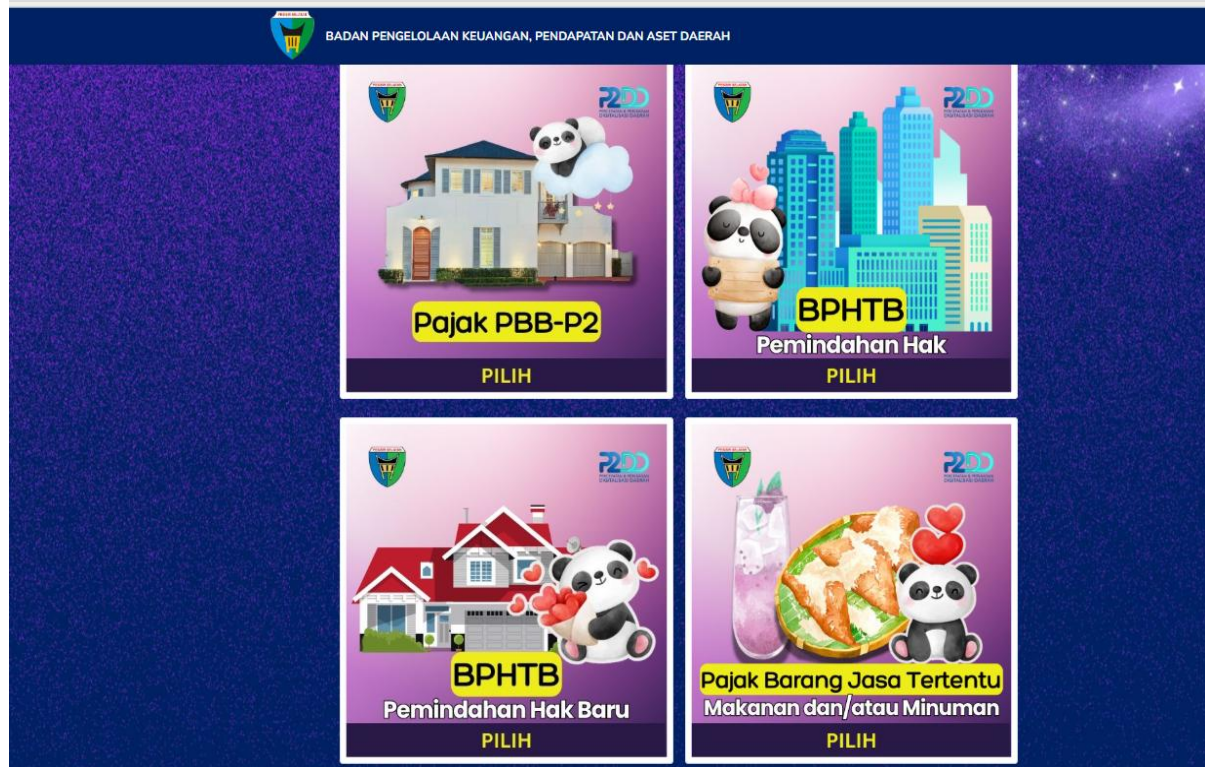 BADAN PENGELOLAAN KEUANGAN, PENDAPATAN DAN ASET DAERAH
P2DD
Pajak PBB-P2
PILIH
P2DD
BPHTB
Pemindahan Hak
PILIH
P2DD
BPHTB
Pemindahan Hak Baru
PILIH
P2DD
Pajak Barang Jasa Tertentu
Makanan dan/atau Minuman
PILIH